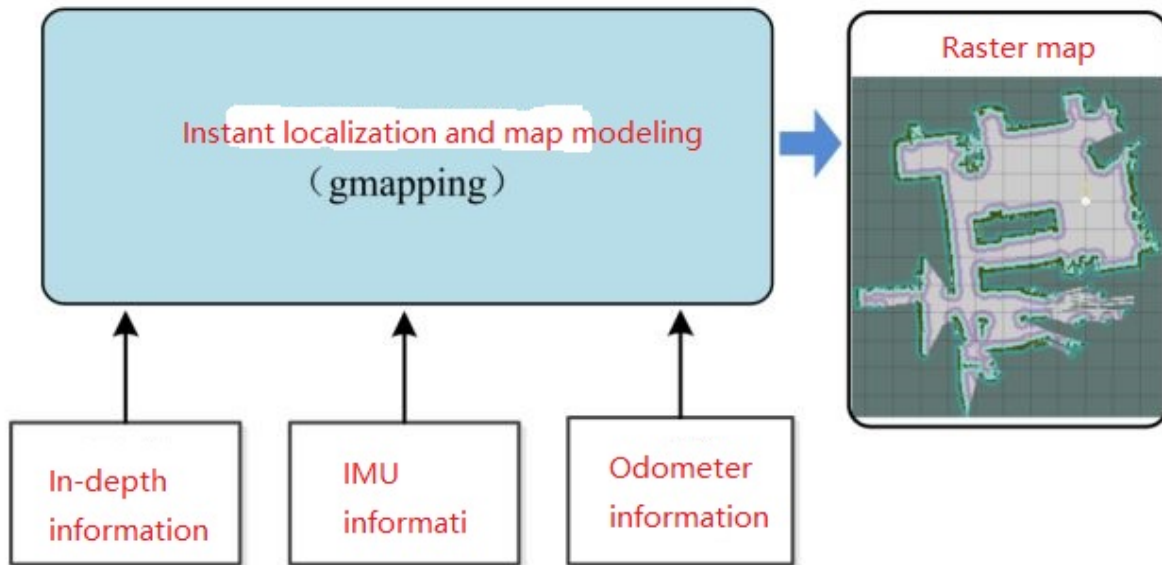 Raster map
Instant localization and map modeling
（gmapping）
In-depth
information
IMU
informati
Odometer
information